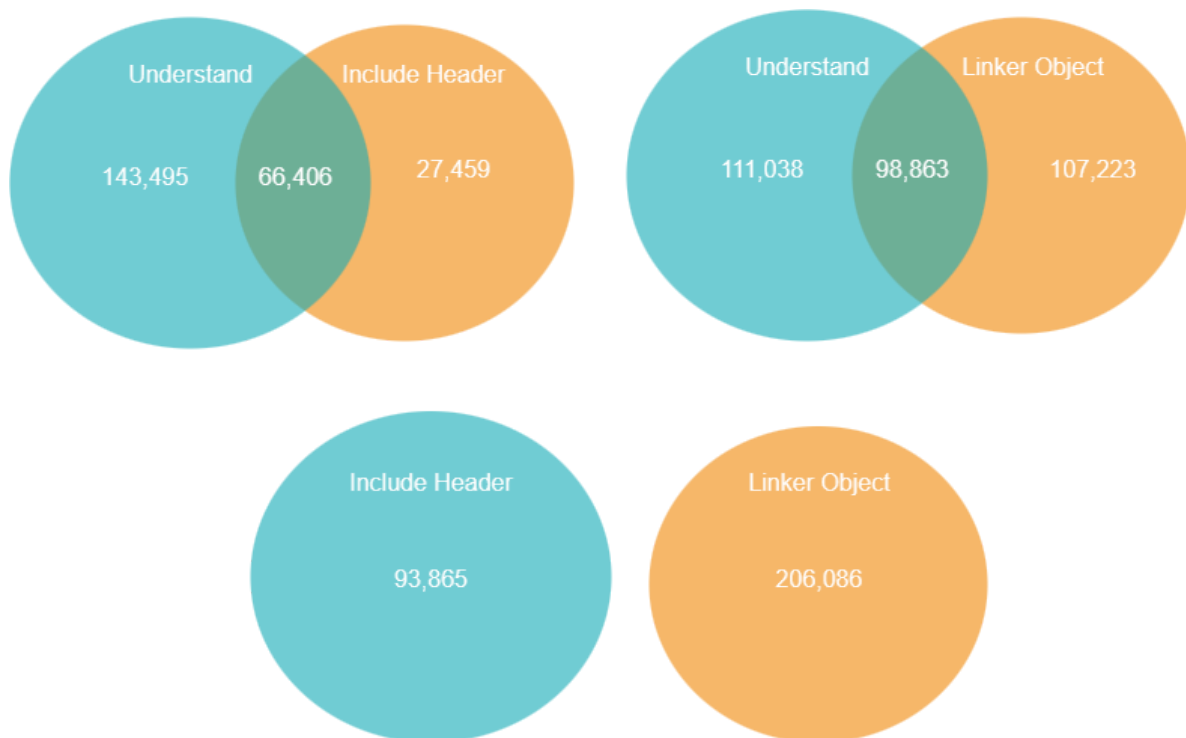 Understand
Include Header
143,495
66,406
27,459
Understand
Linker Object
111,038
98,863
107,223
Include Header
93,865
Linker Object
206,086